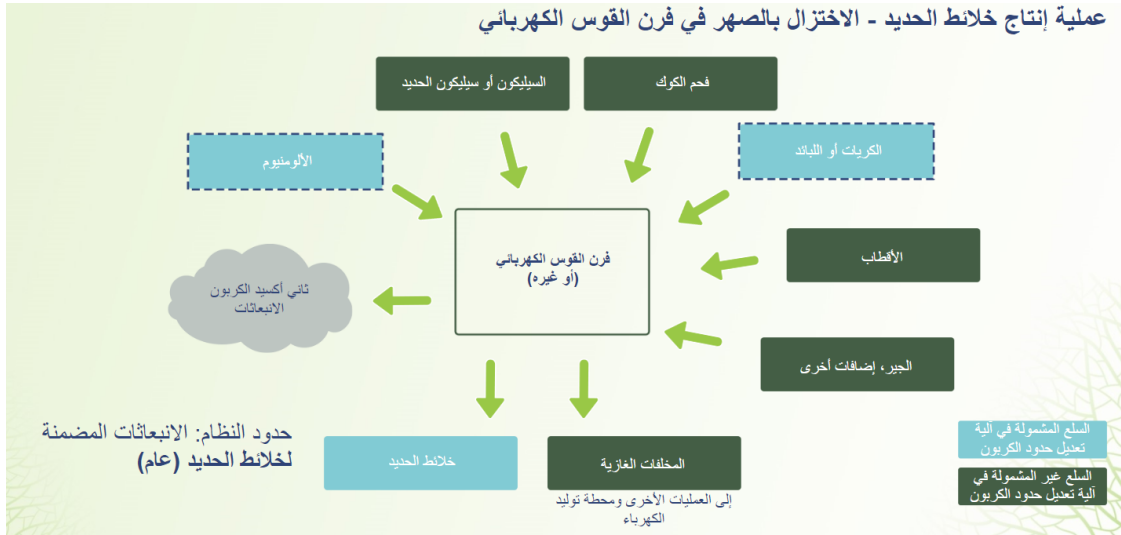 عملية إنتاج خلائط الحديد - الاختزال بالصهر في فرن القوس الكهربائي
فحم الكوك
السيليكون أو سيليكون الحديد
الكريات أو اللبائد
الألومنيوم
الأقطاب
فرن القوس الكهربائي
(أو غيره)
ثاني أكسيد الكربون
الانبعاثات
الجير، إضافات أخرى
حدود النظام: الانبعاثات المضمنة
لخلائط الحديد (عام)
المخلفات الغازية
خلائط الحديد
إلى العمليات الأخرى ومحطة توليد
الكهرباء
السلع المشمولة في آلية
تعديل حدود الكربون
السلع غير المشمولة في
آلية تعديل حدود الكربون